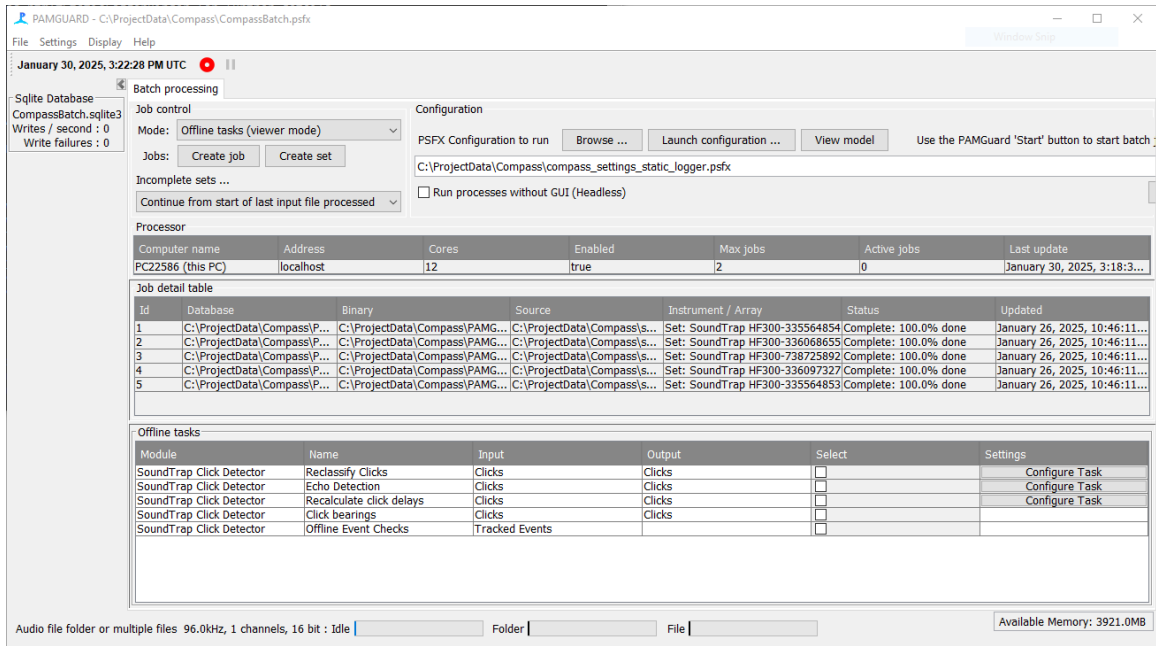 PAMGUARD - C:\ProjectData\Compass\CompassBatch.psfx
File Settings Display Help
Window Snip
January 30, 2025, 3:22:28 PM UTC
Sqlite Database
CompassBatch.sqlite3
Writes / second : 0
Write failures : 0
Batch processing
Job control
Mode: Offline tasks (viewer mode)
Jobs: Create job Create set
Incomplete sets ...
Continue from start of last input file processed
Configuration
PSFX Configuration to run Browse ... Launch configuration ... View model Use the PAMGuard 'Start' button to start batch
C:\ProjectData\Compass\compass_settings_static_logger.psfx
Run processes without GUI (Headless)
Processor
Computer name Address Cores Enabled Max jobs Active jobs Last update
PC22586 (this PC) localhost 12 true 2 0 January 30, 2025, 3:18:3...
Job detail table
Id Database Binary Source Instrument / Array Status Updated
1 C:\ProjectData\Compass\P... C:\ProjectData\Compass\PAMG... C:\ProjectData\Compass\s... Set: SoundTrap HF300-335564854 Complete: 100.0% done January 26, 2025, 10:46:11...
2 C:\ProjectData\Compass\P... C:\ProjectData\Compass\PAMG... C:\ProjectData\Compass\s... Set: SoundTrap HF300-336068655 Complete: 100.0% done January 26, 2025, 10:46:11...
3 C:\ProjectData\Compass\P... C:\ProjectData\Compass\PAMG... C:\ProjectData\Compass\s... Set: SoundTrap HF300-738725892 Complete: 100.0% done January 26, 2025, 10:46:11...
4 C:\ProjectData\Compass\P... C:\ProjectData\Compass\PAMG... C:\ProjectData\Compass\s... Set: SoundTrap HF300-336097327 Complete: 100.0% done January 26, 2025, 10:46:11...
5 C:\ProjectData\Compass\P... C:\ProjectData\Compass\PAMG... C:\ProjectData\Compass\s... Set: SoundTrap HF300-335564853 Complete: 100.0% done January 26, 2025, 10:46:11...
Offline tasks
Module Name Input Output Select Settings
SoundTrap Click Detector Reclassify Clicks Clicks Clicks Configure Task
SoundTrap Click Detector Echo Detection Clicks Clicks Configure Task
SoundTrap Click Detector Recalculate click delays Clicks Clicks Configure Task
SoundTrap Click Detector Click bearings Clicks Clicks
SoundTrap Click Detector Offline Event Checks Tracked Events
Audio file folder or multiple files 96.0kHz, 1 channels, 16 bit : Idle Folder File Available Memory: 3921.0MB